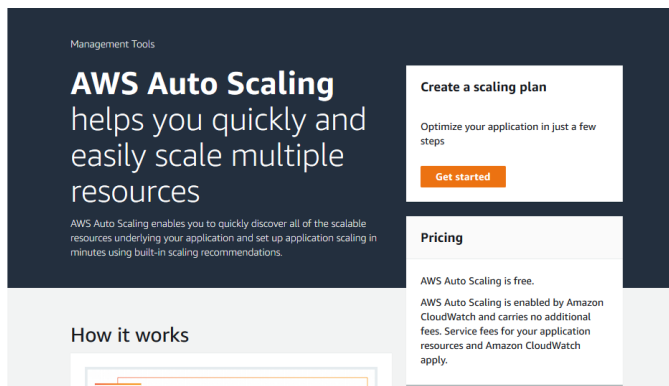 Management Tools
AWS Auto Scaling
helps you quickly and
easily scale multiple
resources
AWS Auto Scaling enables you to quickly discover all of the scalable
resources underlying your application and set up application scaling in
minutes using built-in scaling recommendations.
Create a scaling plan
Optimize your application in just a few
steps
Get started
Pricing
AWS Auto Scaling is free.
AWS Auto Scaling is enabled by Amazon
CloudWatch and carries no additional
fees. Service fees for your application
resources and Amazon CloudWatch
apply.
How it works